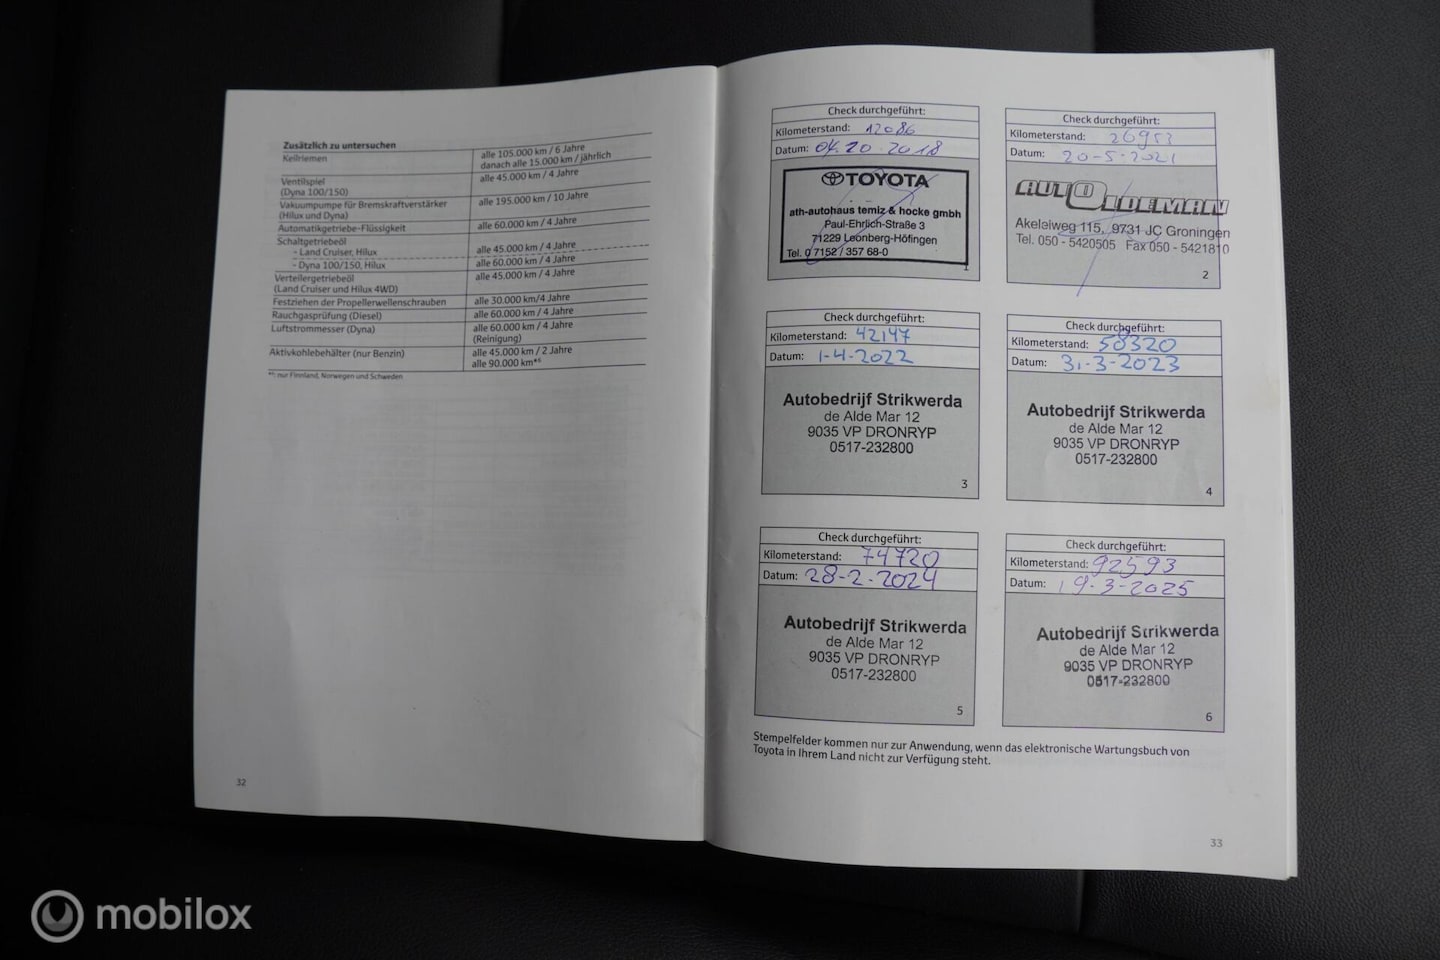 Zusätzlich zu untersuchen
Keilriemen alle 105.000 km / 6 Jahre
danach alle 15.000 km / jährlich
Ventilspiel alle 45.000 km / 4 Jahre
(Dyna 100/150)
Vakuumpumpe für Bremskraftverstärker alle 195.000 km / 10 Jahre
(Hilux und Dyna)
Automatikgetriebe-Flüssigkeit alle 60.000 km / 4 Jahre
Schaltgetriebeöl
- Land Cruiser, Hilux alle 45.000 km / 4 Jahre
- Dyna 100/150, Hilux alle 60.000 km / 4 Jahre
Verteilergetriebeöl alle 45.000 km / 4 Jahre
(Land Cruiser und Hilux 4WD)
Festziehen der Propellerwellenschrauben alle 30.000 km/4 Jahre
Rauchgasprüfung (Diesel) alle 60.000 km / 4 Jahre
Luftstrommesser (Dyna) alle 60.000 km / 4 Jahre
(Reinigung)
Aktivkohlebehälter (nur Benzin) alle 45.000 km / 2 Jahre
alle 90.000 km*⁶
*⁶: nur Finnland, Norwegen und Schweden
32
Check durchgeführt:
Kilometerstand: 12086
Datum: 04.10.2018
TOYOTA
ath-autohaus temiz & hocke gmbh
Paul-Ehrlich-Straße 3
71229 Leonberg-Höfingen
Tel. 07152 / 357 68-0
1
Check durchgeführt:
Kilometerstand: 26953
Datum: 20-5-2021
AUTO IDEMAN
Akeleiweg 115, 9731 JC Groningen
Tel. 050 - 5420505 Fax 050 - 5421810
2
Check durchgeführt:
Kilometerstand: 42147
Datum: 1-4-2022
Autobedrijf Strikwerda
de Alde Mar 12
9035 VP DRONRYP
0517-232800
3
Check durchgeführt:
Kilometerstand: 58320
Datum: 31-3-2023
Autobedrijf Strikwerda
de Alde Mar 12
9035 VP DRONRYP
0517-232800
4
Check durchgeführt:
Kilometerstand: 74720
Datum: 28-2-2024
Autobedrijf Strikwerda
de Alde Mar 12
9035 VP DRONRYP
0517-232800
5
Check durchgeführt:
Kilometerstand: 92593
Datum: 19-3-2025
Autobedrijf Strikwerda
de Alde Mar 12
9035 VP DRONRYP
0517-232800
6
Stempelfelder kommen nur zur Anwendung, wenn das elektronische Wartungsbuch von
Toyota in Ihrem Land nicht zur Verfügung steht.
33
mobilox